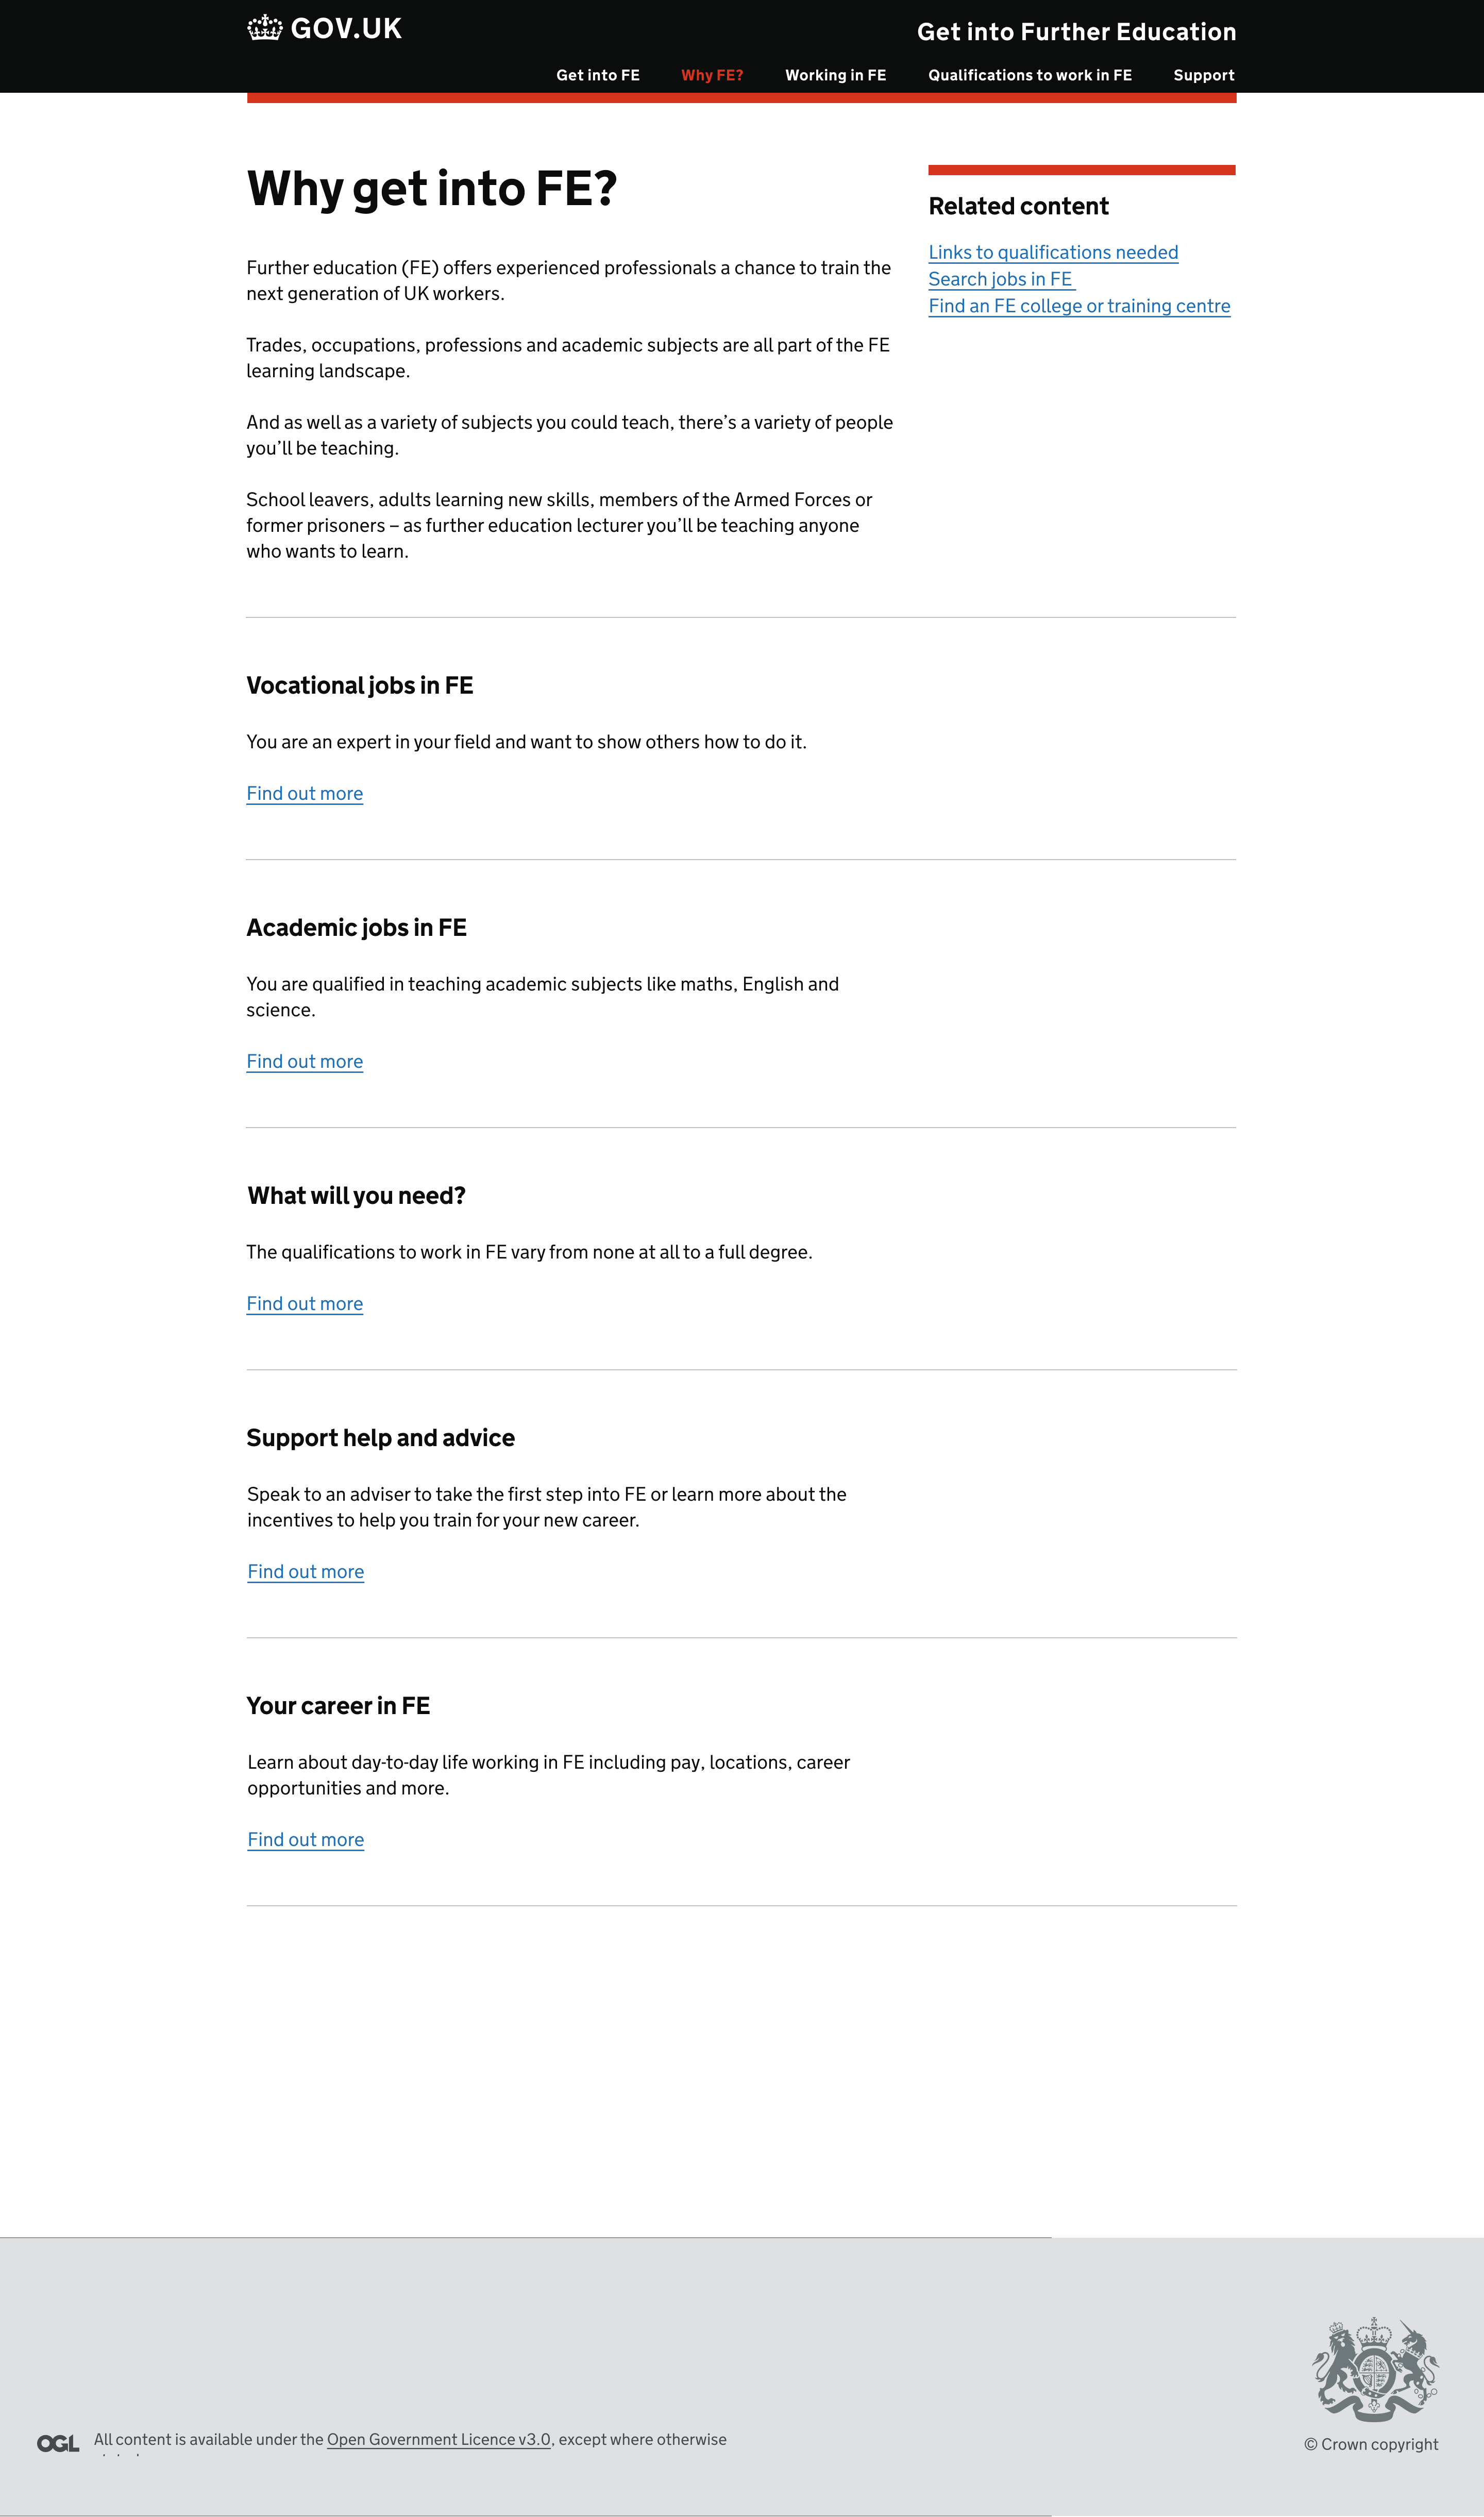 GOV.UK
Get into Further Education
Get into FE
Why FE?
Working in FE
Qualifications to work in FE
Support
Why get into FE?
Further education (FE) offers experienced professionals a chance to train the
next generation of UK workers.
Trades, occupations, professions and academic subjects are all part of the FE
learning landscape.
And as well as a variety of subjects you could teach, there’s a variety of people
you’ll be teaching.
School leavers, adults learning new skills, members of the Armed Forces or
former prisoners – as further education lecturer you’ll be teaching anyone
who wants to learn.
Related content
Links to qualifications needed
Search jobs in FE
Find an FE college or training centre
Vocational jobs in FE
You are an expert in your field and want to show others how to do it.
Find out more
Academic jobs in FE
You are qualified in teaching academic subjects like maths, English and
science.
Find out more
What will you need?
The qualifications to work in FE vary from none at all to a full degree.
Find out more
Support help and advice
Speak to an adviser to take the first step into FE or learn more about the
incentives to help you train for your new career.
Find out more
Your career in FE
Learn about day-to-day life working in FE including pay, locations, career
opportunities and more.
Find out more
OGL
All content is available under the Open Government Licence v3.0, except where otherwise
© Crown copyright